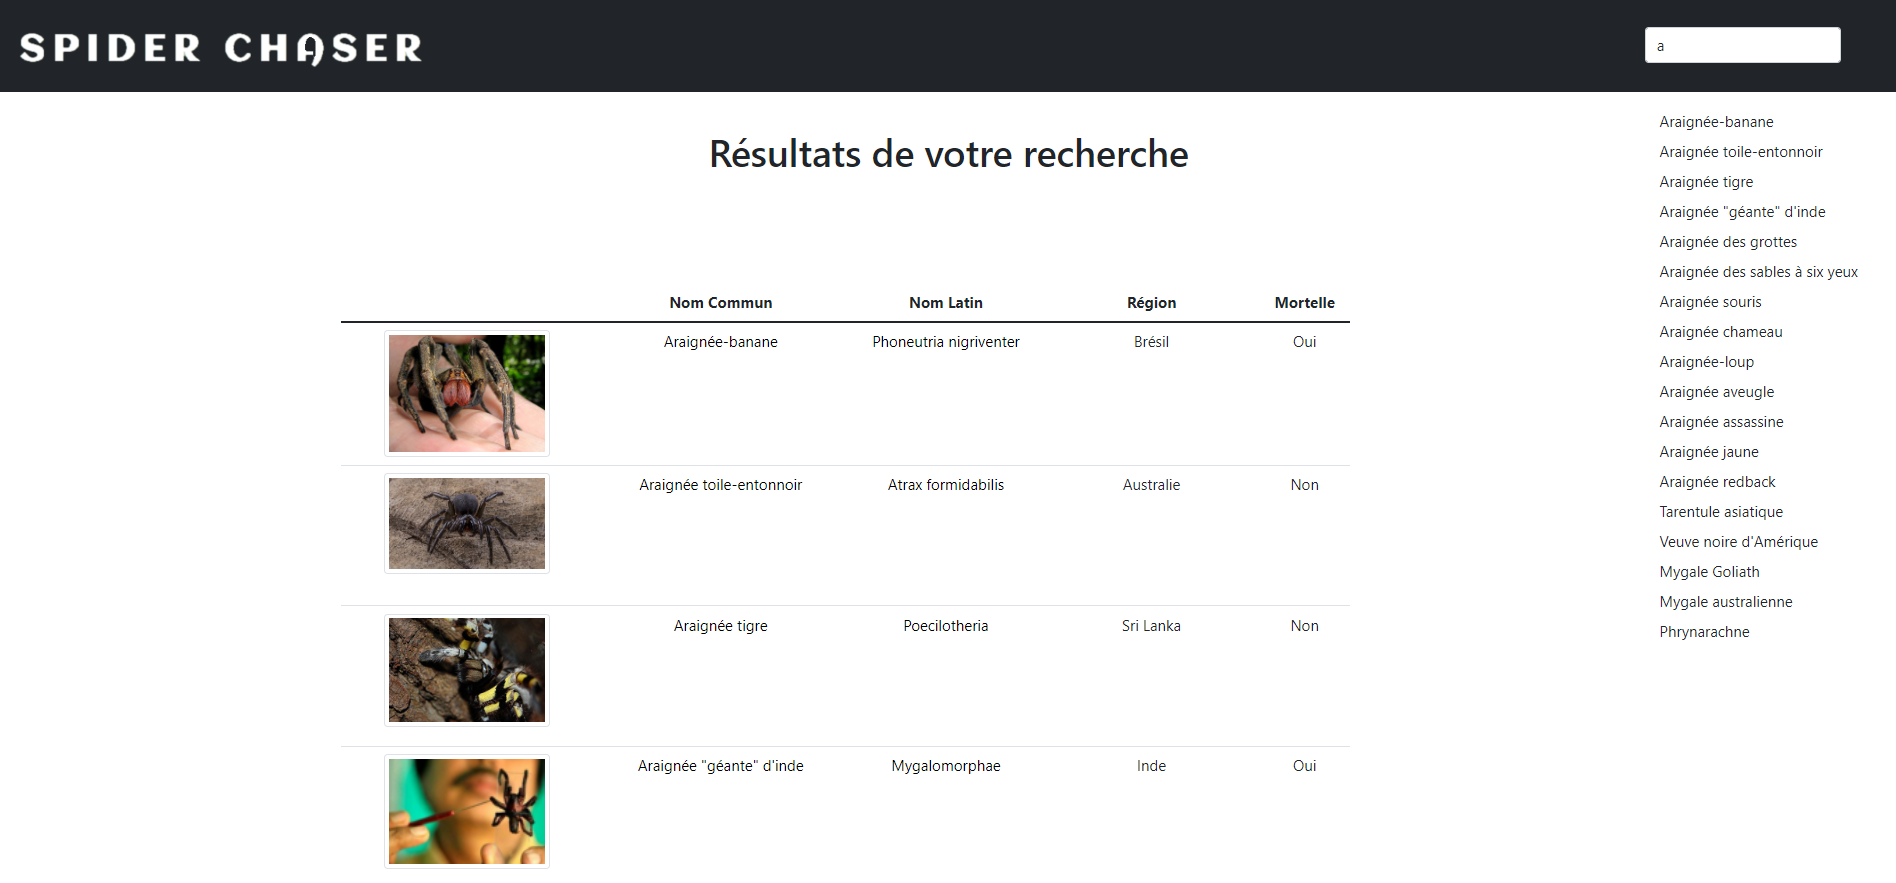 SPIDER CHASER
a
Résultats de votre recherche
Nom Commun Nom Latin Région Mortelle
Araignée-banane Phoneutria nigriventer Brésil Oui
Araignée toile-entonnoir Atrax formidabilis Australie Non
Araignée tigre Poecilotheria Sri Lanka Non
Araignée "géante" d'inde Mygalomorphae Inde Oui
Araignée-banane
Araignée toile-entonnoir
Araignée tigre
Araignée "géante" d'inde
Araignée des grottes
Araignée des sables à six yeux
Araignée souris
Araignée chameau
Araignée-loup
Araignée aveugle
Araignée assassine
Araignée jaune
Araignée redback
Tarentule asiatique
Veuve noire d'Amérique
Mygale Goliath
Mygale australienne
Phrynarachne